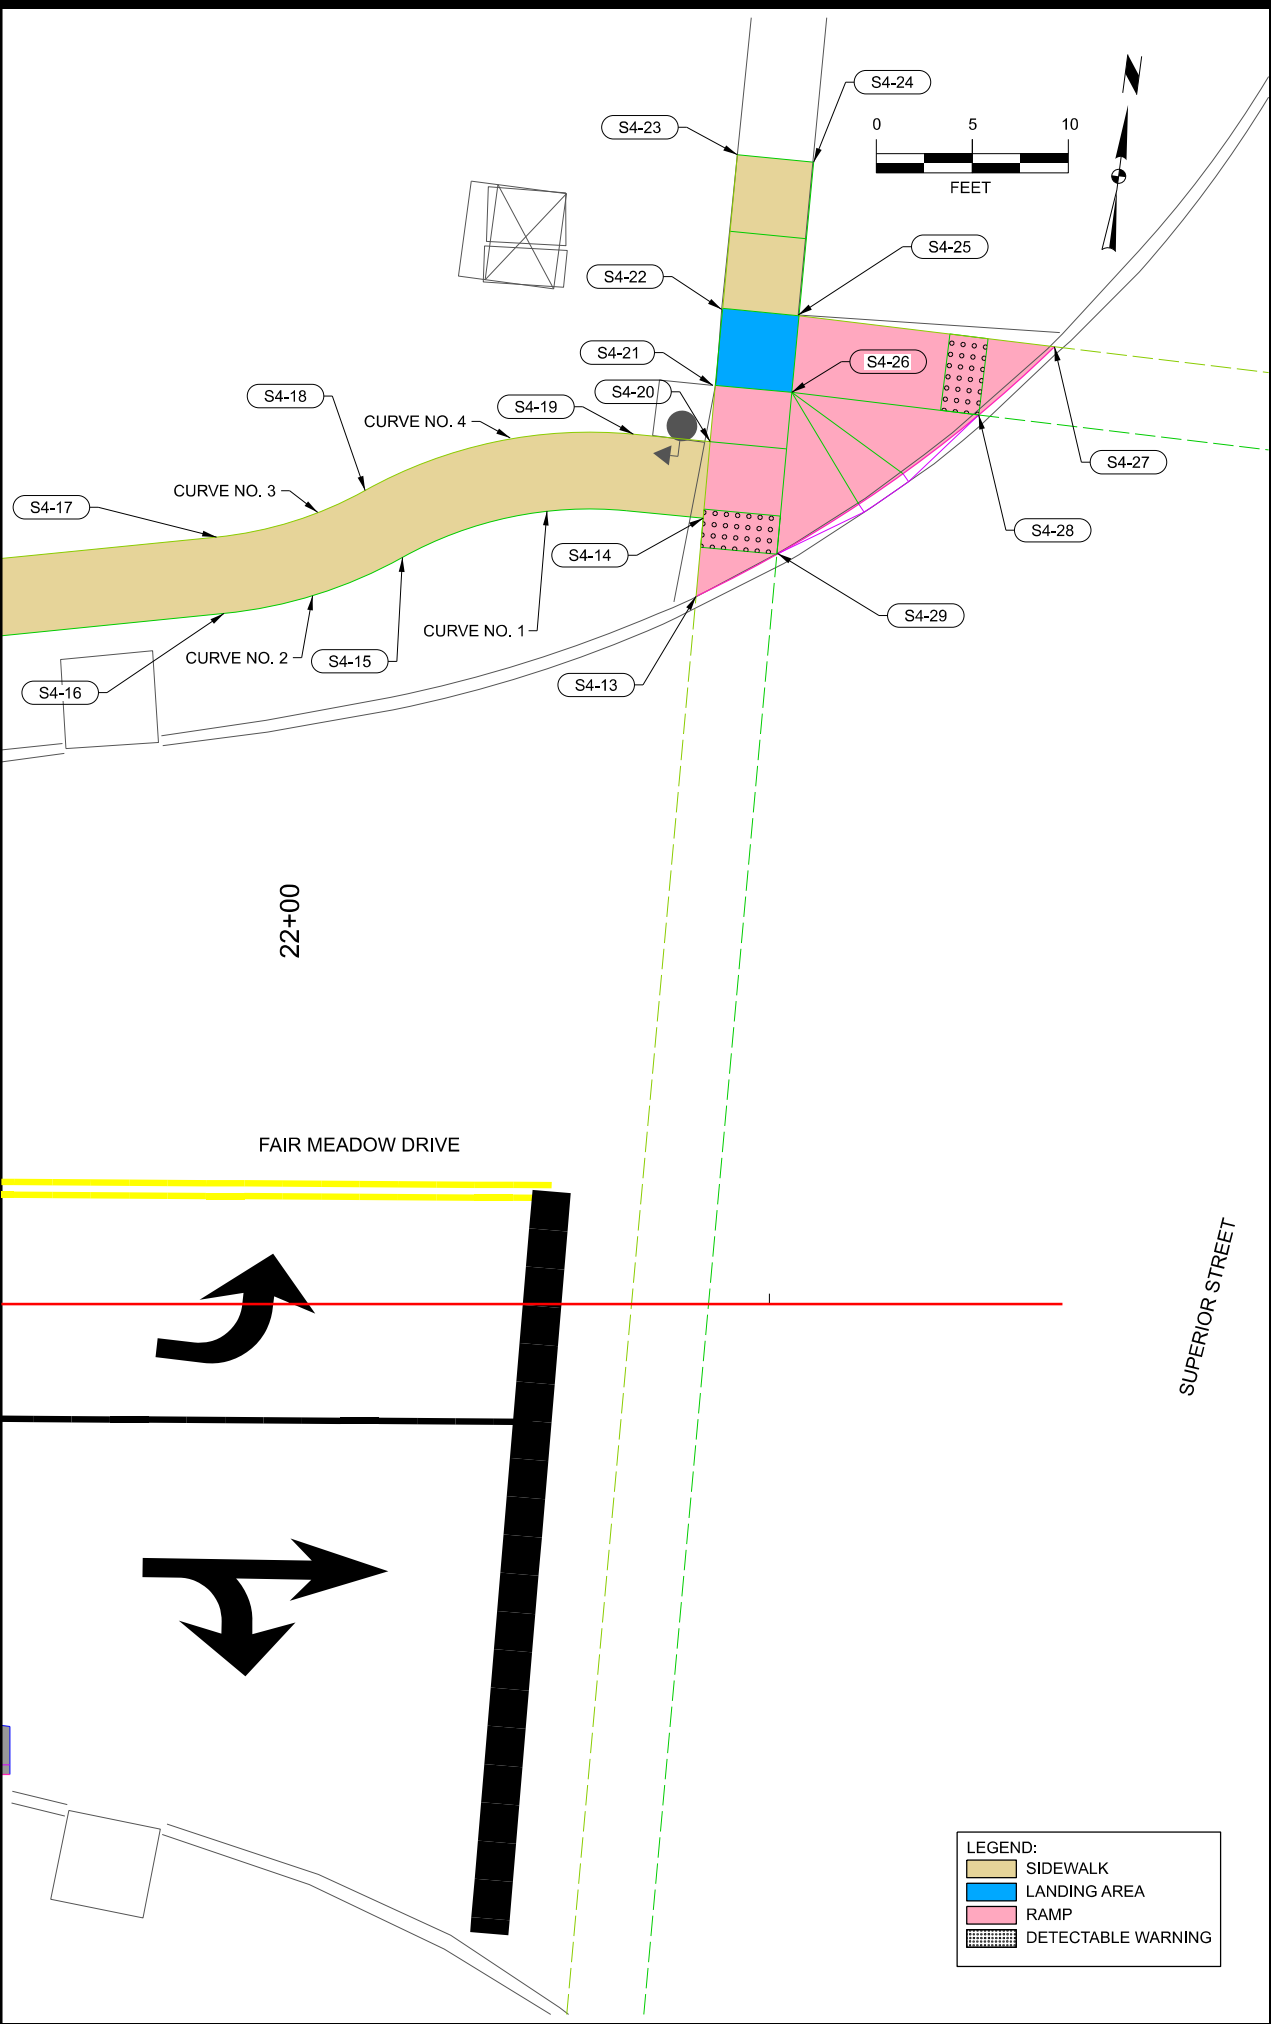 N
S4-24
S4-23
0 5 10
FEET
S4-25
S4-22
S4-21
S4-26
S4-20
S4-18
S4-19
CURVE NO. 4
S4-27
CURVE NO. 3
S4-17
S4-28
S4-14
S4-29
CURVE NO. 1
CURVE NO. 2
S4-15
S4-13
S4-16
22+00
FAIR MEADOW DRIVE
SUPERIOR STREET
LEGEND:
SIDEWALK
LANDING AREA
RAMP
DETECTABLE WARNING